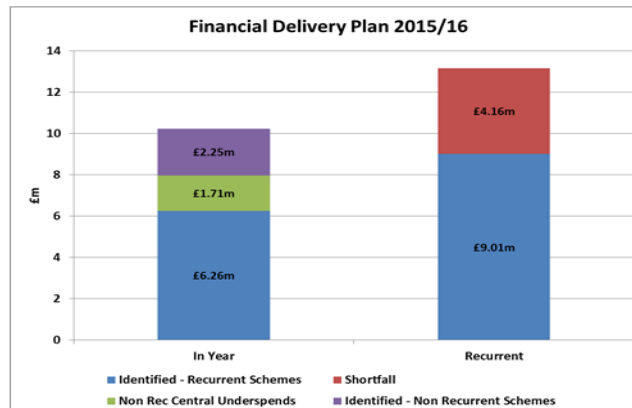 Financial Delivery Plan 2015/16
14
12
10
8
6
4
2
0
£m
£2.25m
£1.71m
£6.26m
£4.16m
£9.01m
In Year
Recurrent
Identified - Recurrent Schemes
Shortfall
Non Rec Central Underspends
Identified - Non Recurrent Schemes